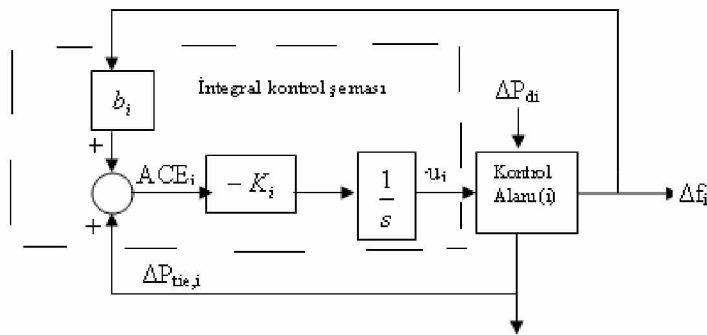 İntegral kontrol şeması
b_i
ΔP_di
+
ACE_i
- K_i
1
s
u_i
Kontrol
Alanı(i)
Δf_i
+
ΔP_tie,i